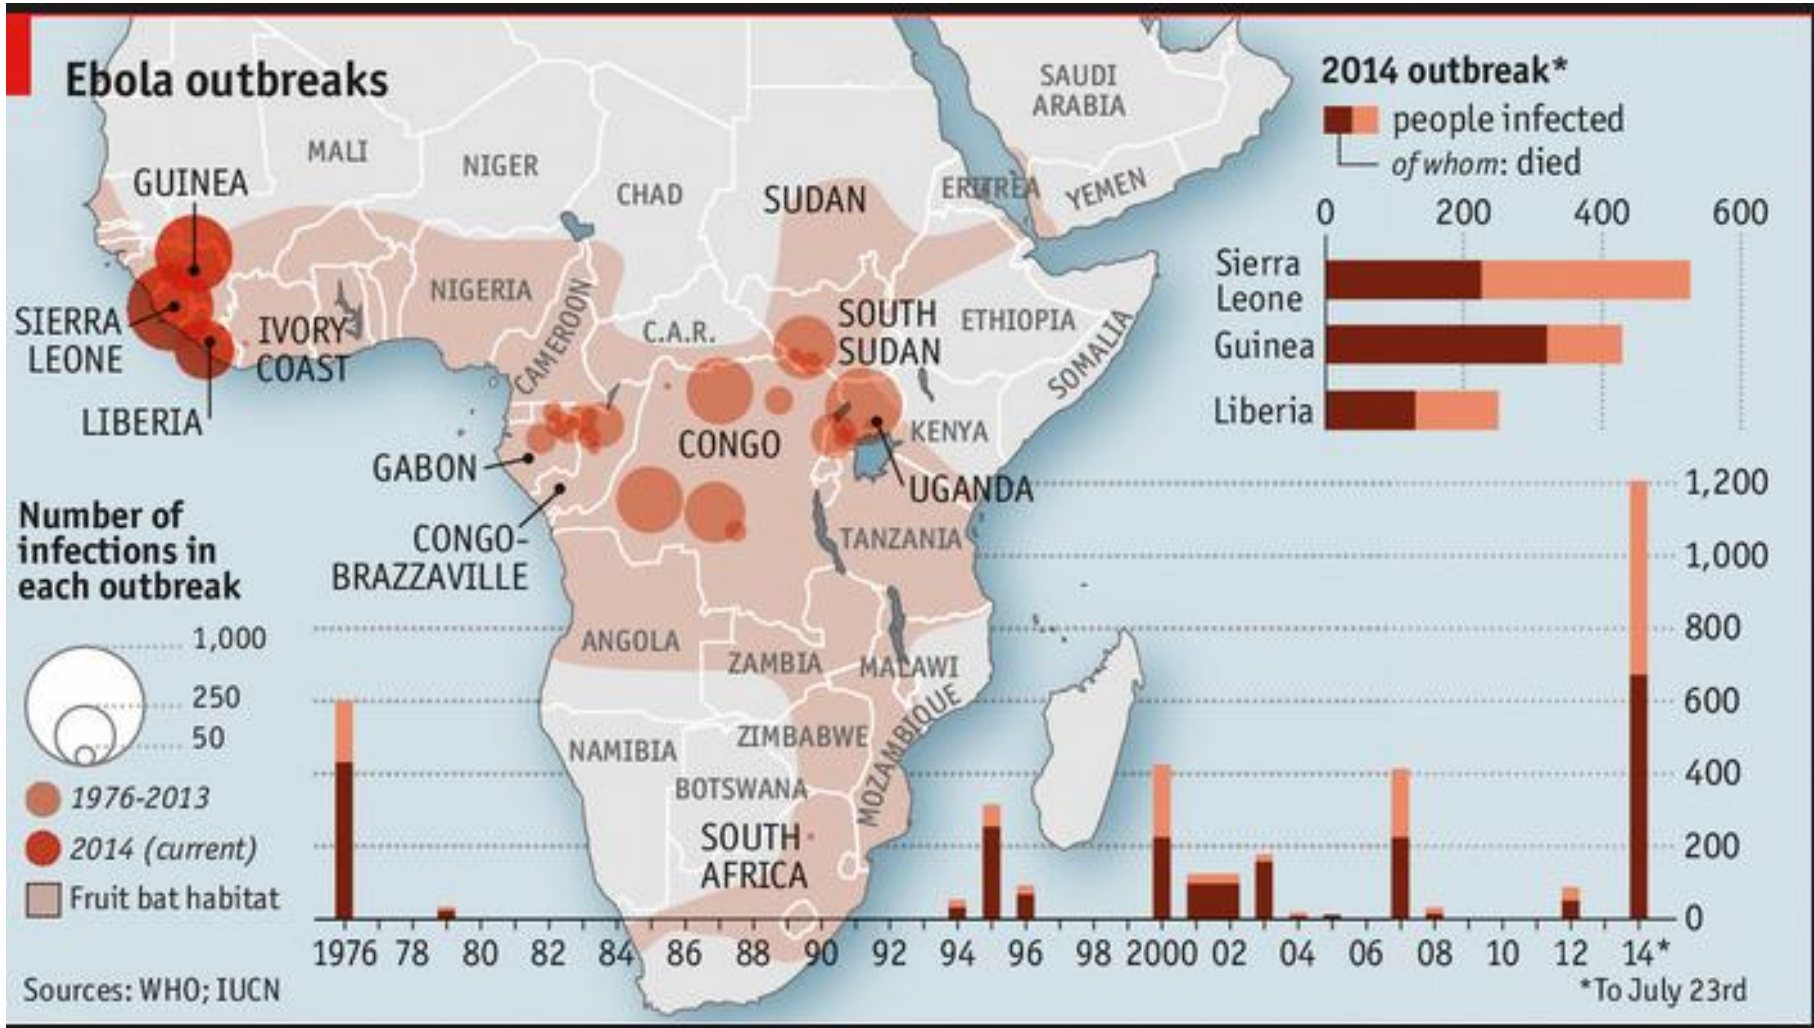 Ebola outbreaks
MALI
NIGER
CHAD
SUDAN
ERITREA
YEMEN
SAUDI
ARABIA
GUINEA
SIERRA
LEONE
LIBERIA
IVORY
COAST
NIGERIA
CAMEROON
C.A.R.
SOUTH
SUDAN
ETHIOPIA
SOMALIA
KENYA
UGANDA
CONGO
GABON
CONGO-
BRAZZAVILLE
TANZANIA
ANGOLA
ZAMBIA
MALAWI
MOZAMBIQUE
ZIMBABWE
NAMIBIA
BOTSWANA
SOUTH
AFRICA
2014 outbreak*
people infected
of whom: died
0 200 400 600
Sierra
Leone
Guinea
Liberia
Number of
infections in
each outbreak
1,000
250
50
1976-2013
2014 (current)
Fruit bat habitat
1,200
1,000
800
600
400
200
0
1976 78 80 82 84 86 88 90 92 94 96 98 2000 02 04 06 08 10 12 14*
Sources: WHO; IUCN
*To July 23rd